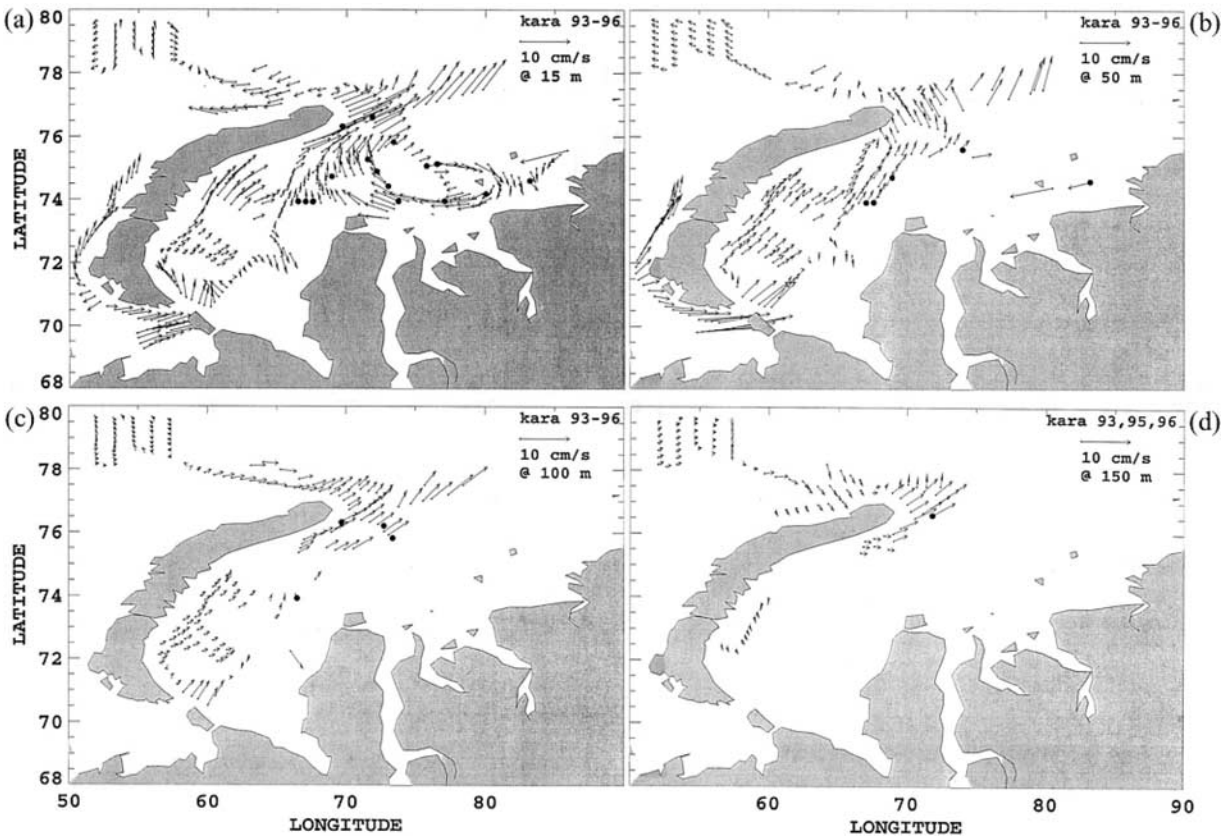 (a)
kara 93-96
10 cm/s
@ 15 m
(b)
kara 93-96
10 cm/s
@ 50 m
(c)
kara 93-96
10 cm/s
@ 100 m
(d)
kara 93,95,96
10 cm/s
@ 150 m
80
78
76
74
72
70
68
LATITUDE
80
78
76
74
72
70
68
LATITUDE
50 60 70 80
LONGITUDE
60 70 80 90
LONGITUDE